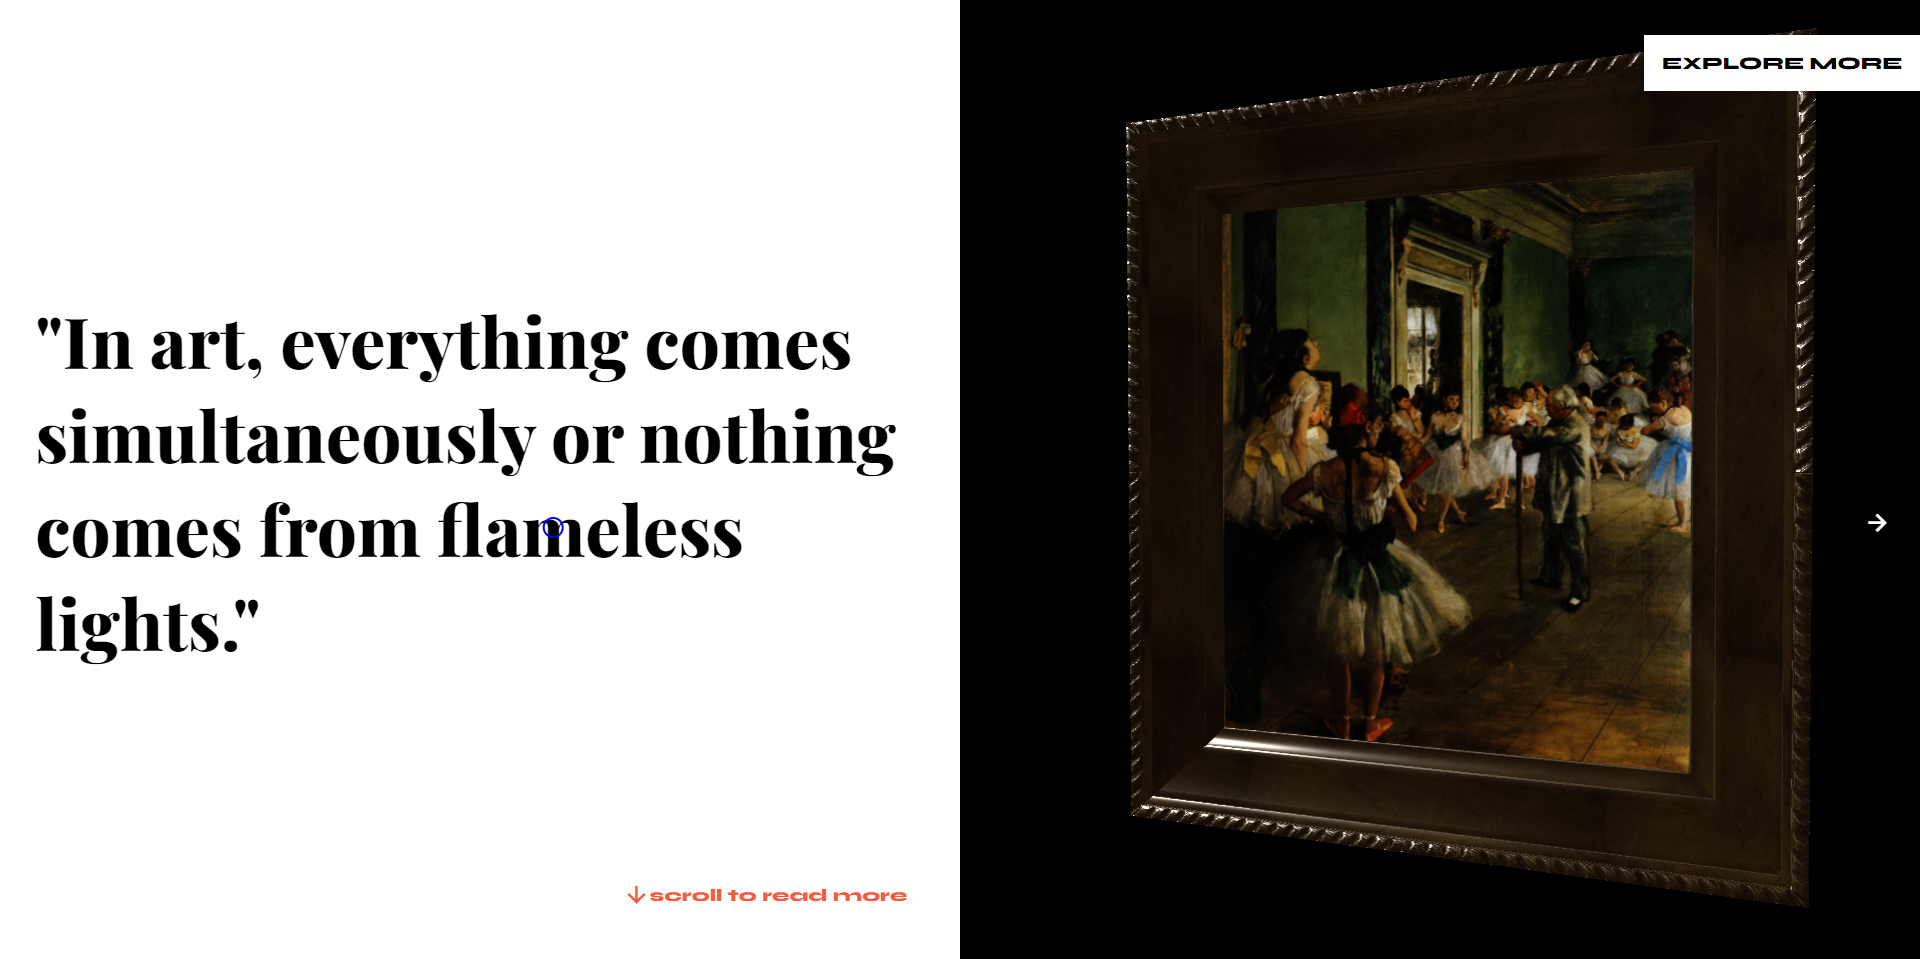 "In art, everything comes
simultaneously or nothing
comes from flameless
lights."
scroll to read more
EXPLORE MORE